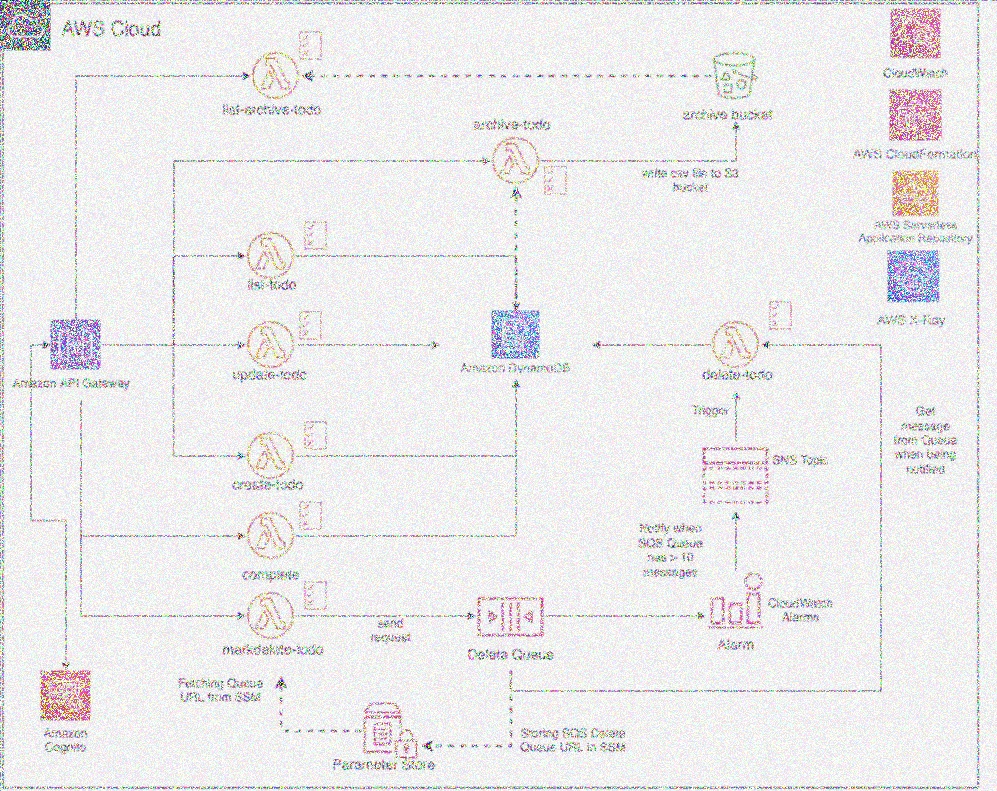 AWS Cloud
CloudWatch
list-archive-todo
archive bucket
archive-todo
AWS CloudFormation
write csv file to S3
bucket
AWS Serverless
Application Repository
list-todo
AWS X-Ray
Amazon API Gateway
update-todo
Amazon DynamoDB
delete-todo
Trigger
Get
message
from Queue
when being
notified
SNS Topic
create-todo
Notify when
SQS Queue
has > 10
messages
complete
CloudWatch
Alarms
send
request
markdelete-todo
Delete Queue
Alarm
Fetching Queue
URL from SSM
Amazon
Cognito
Storing SQS Delete
Queue URL in SSM
Parameter Store